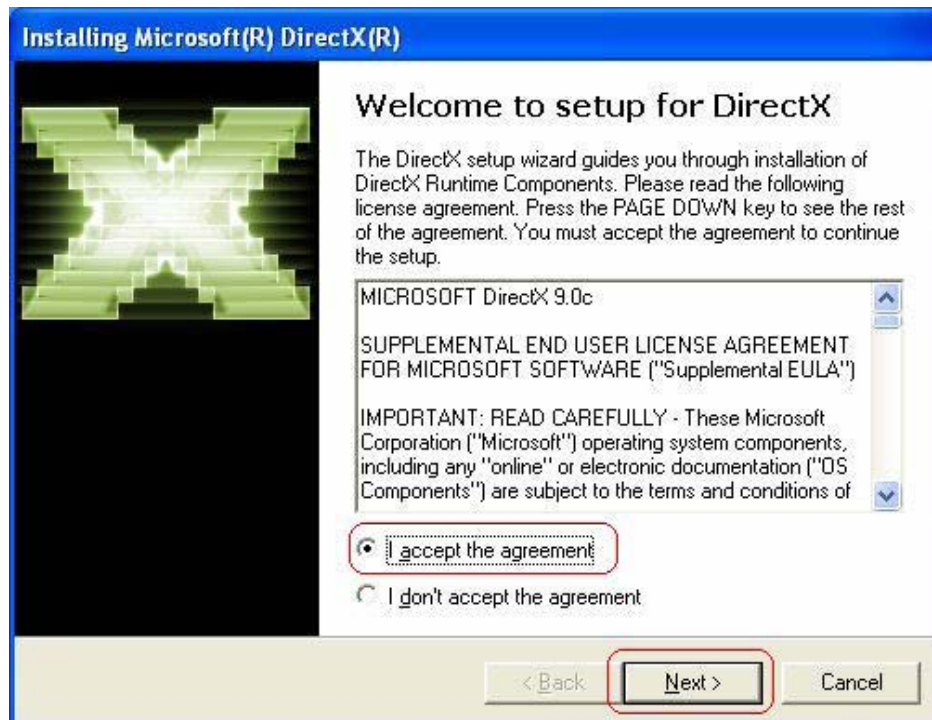 Installing Microsoft(R) DirectX(R)
Welcome to setup for DirectX
The DirectX setup wizard guides you through installation of
DirectX Runtime Components. Please read the following
license agreement. Press the PAGE DOWN key to see the rest
of the agreement. You must accept the agreement to continue
the setup.
MICROSOFT DirectX 9.0c
SUPPLEMENTAL END USER LICENSE AGREEMENT
FOR MICROSOFT SOFTWARE ("Supplemental EULA")
IMPORTANT: READ CAREFULLY - These Microsoft
Corporation ("Microsoft") operating system components,
including any "online" or electronic documentation ("OS
Components") are subject to the terms and conditions of
I accept the agreement
I don't accept the agreement
< Back
Next >
Cancel